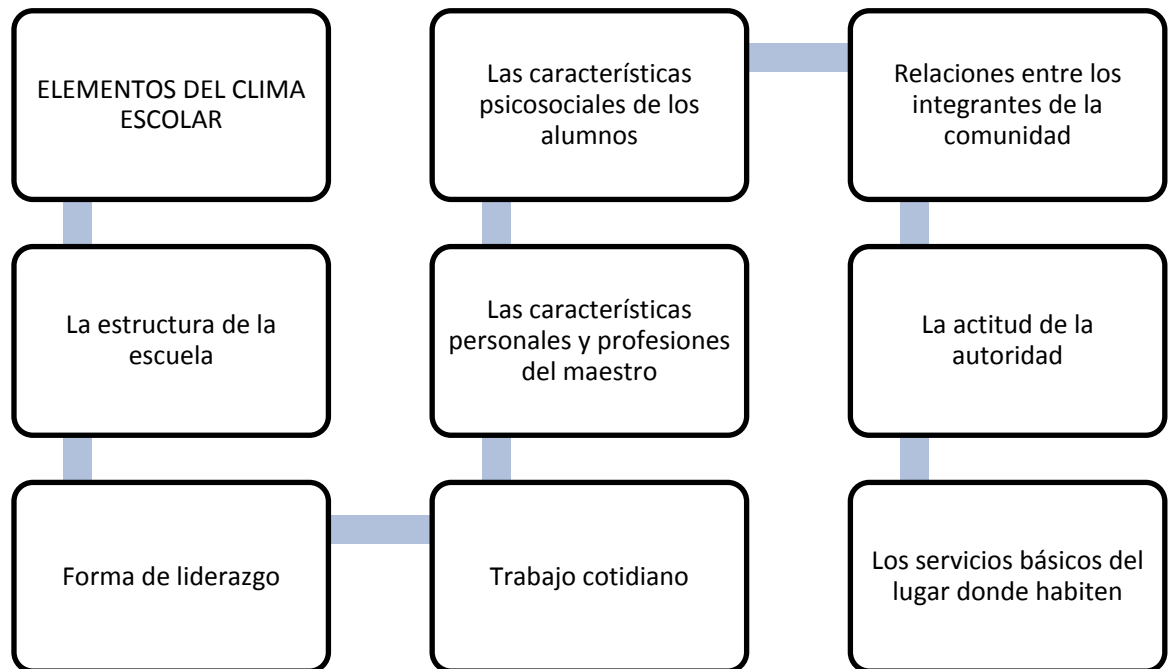 ELEMENTOS DEL CLIMA
ESCOLAR
La estructura de la
escuela
Forma de liderazgo
Trabajo cotidiano
Las características
personales y profesiones
del maestro
Las características
psicosociales de los
alumnos
Relaciones entre los
integrantes de la
comunidad
La actitud de la
autoridad
Los servicios básicos del
lugar donde habiten